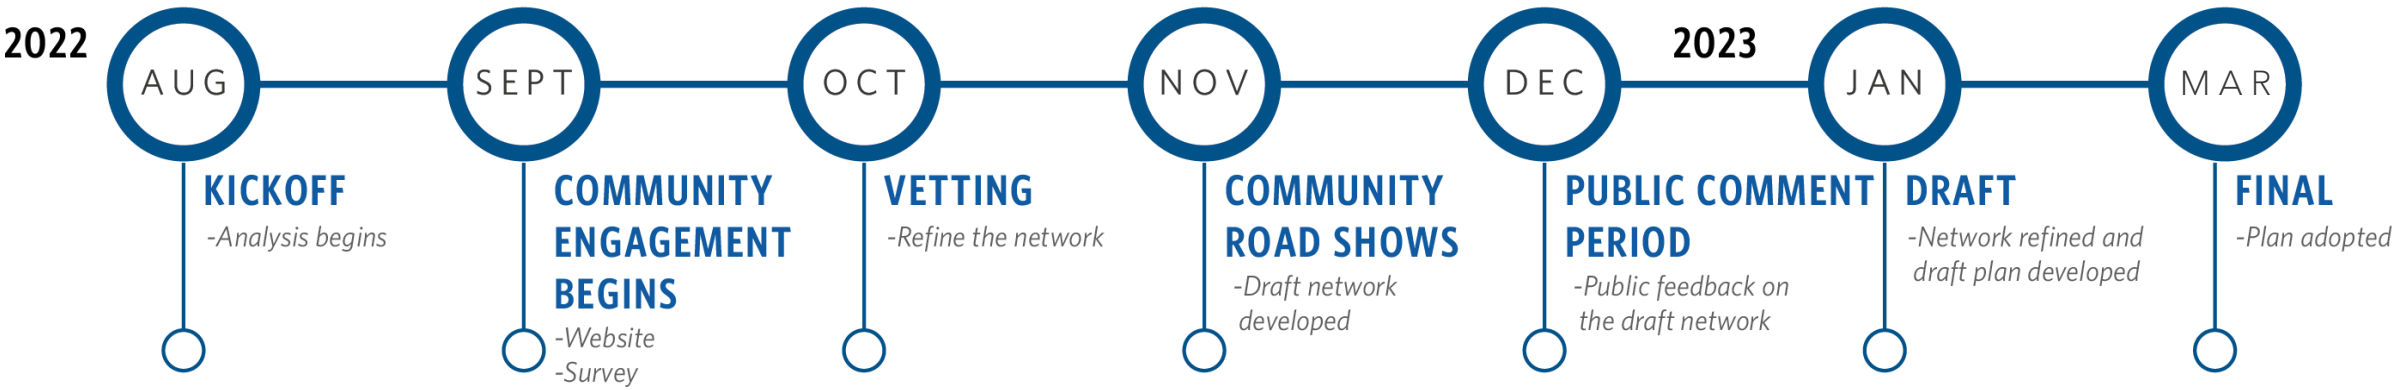 2022
AUG
SEPT
OCT
NOV
DEC
2023
JAN
MAR
KICKOFF
-Analysis begins
COMMUNITY
ENGAGEMENT
BEGINS
-Website
-Survey
VETTING
-Refine the network
COMMUNITY
ROAD SHOWS
-Draft network
developed
PUBLIC COMMENT
PERIOD
-Public feedback on
the draft network
DRAFT
-Network refined and
draft plan developed
FINAL
-Plan adopted